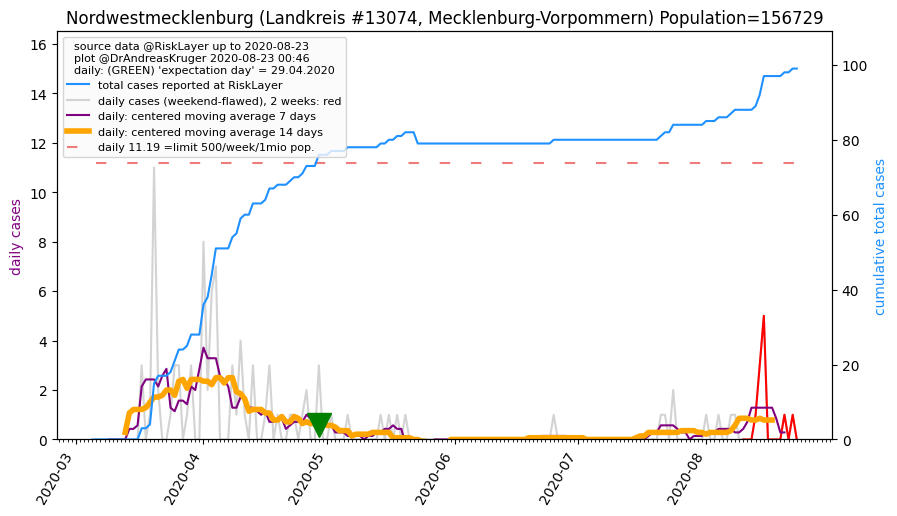 Nordwestmecklenburg (Landkreis #13074, Mecklenburg-Vorpommern) Population=156729
source data @RiskLayer up to 2020-08-23
plot @DrAndreasKruger 2020-08-23 00:46
daily: (GREEN) 'expectation day' = 29.04.2020
total cases reported at RiskLayer
daily cases (weekend-flawed), 2 weeks: red
daily: centered moving average 7 days
daily: centered moving average 14 days
daily 11.19 =limit 500/week/1mio pop.
daily cases
16
14
12
10
8
6
4
2
0
cumulative total cases
100
80
60
40
20
0
2020-03
2020-04
2020-05
2020-06
2020-07
2020-08